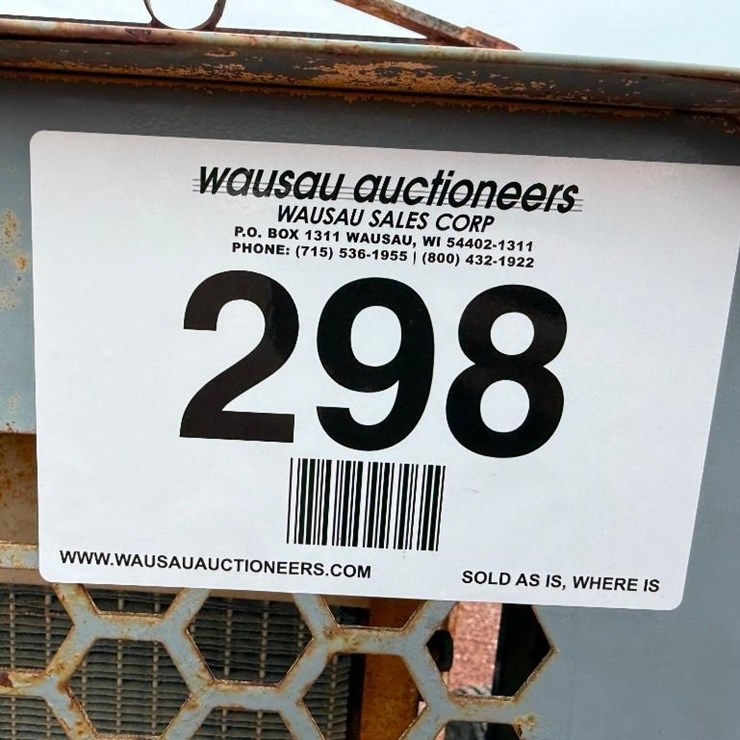 wausau auctioneers
WAUSAU SALES CORP
P.O. BOX 1311 WAUSAU, WI 54402-1311
PHONE: (715) 536-1955 | (800) 432-1922
298
WWW.WAUSAUAUCTIONEERS.COM
SOLD AS IS, WHERE IS